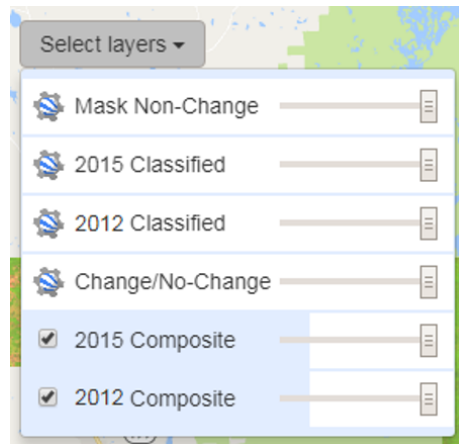 Select layers
Mask Non-Change
2015 Classified
2012 Classified
Change/No-Change
2015 Composite
2012 Composite